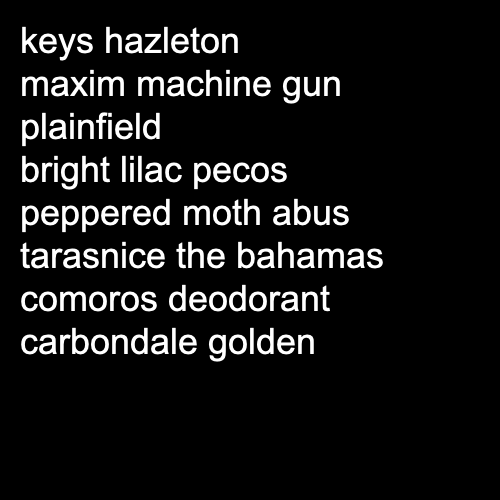 keys hazleton
maxim machine gun
plainfield
bright lilac pecos
peppered moth abus
tarasnice the bahamas
comoros deodorant
carbondale golden